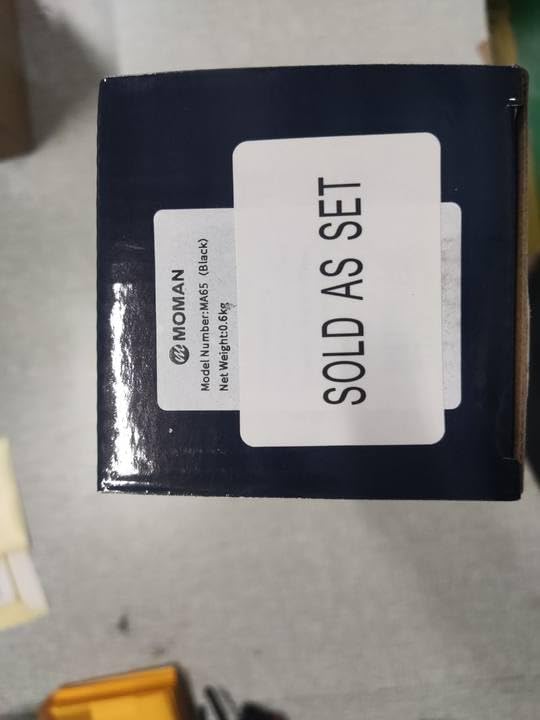 MOMAN
Model Number:MA65 (Black)
Net Weight:0.6kg
SOLD AS SET